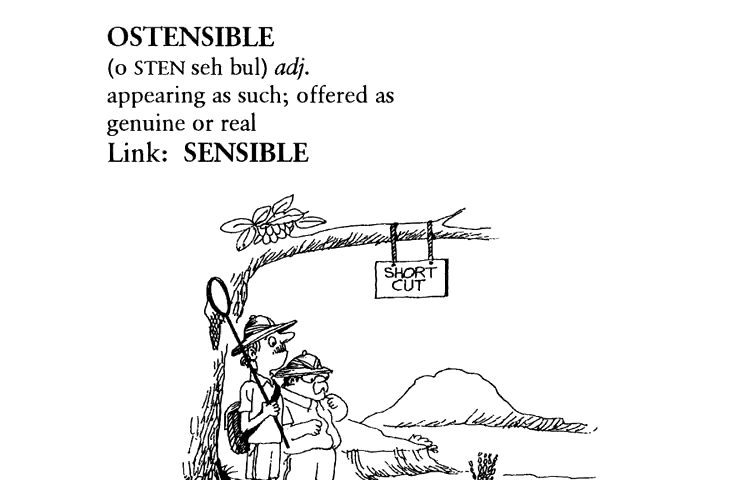 OSTENSIBLE
(o STEN seh bul) adj.
appearing as such; offered as
genuine or real
Link: SENSIBLE
SHORT
CUT